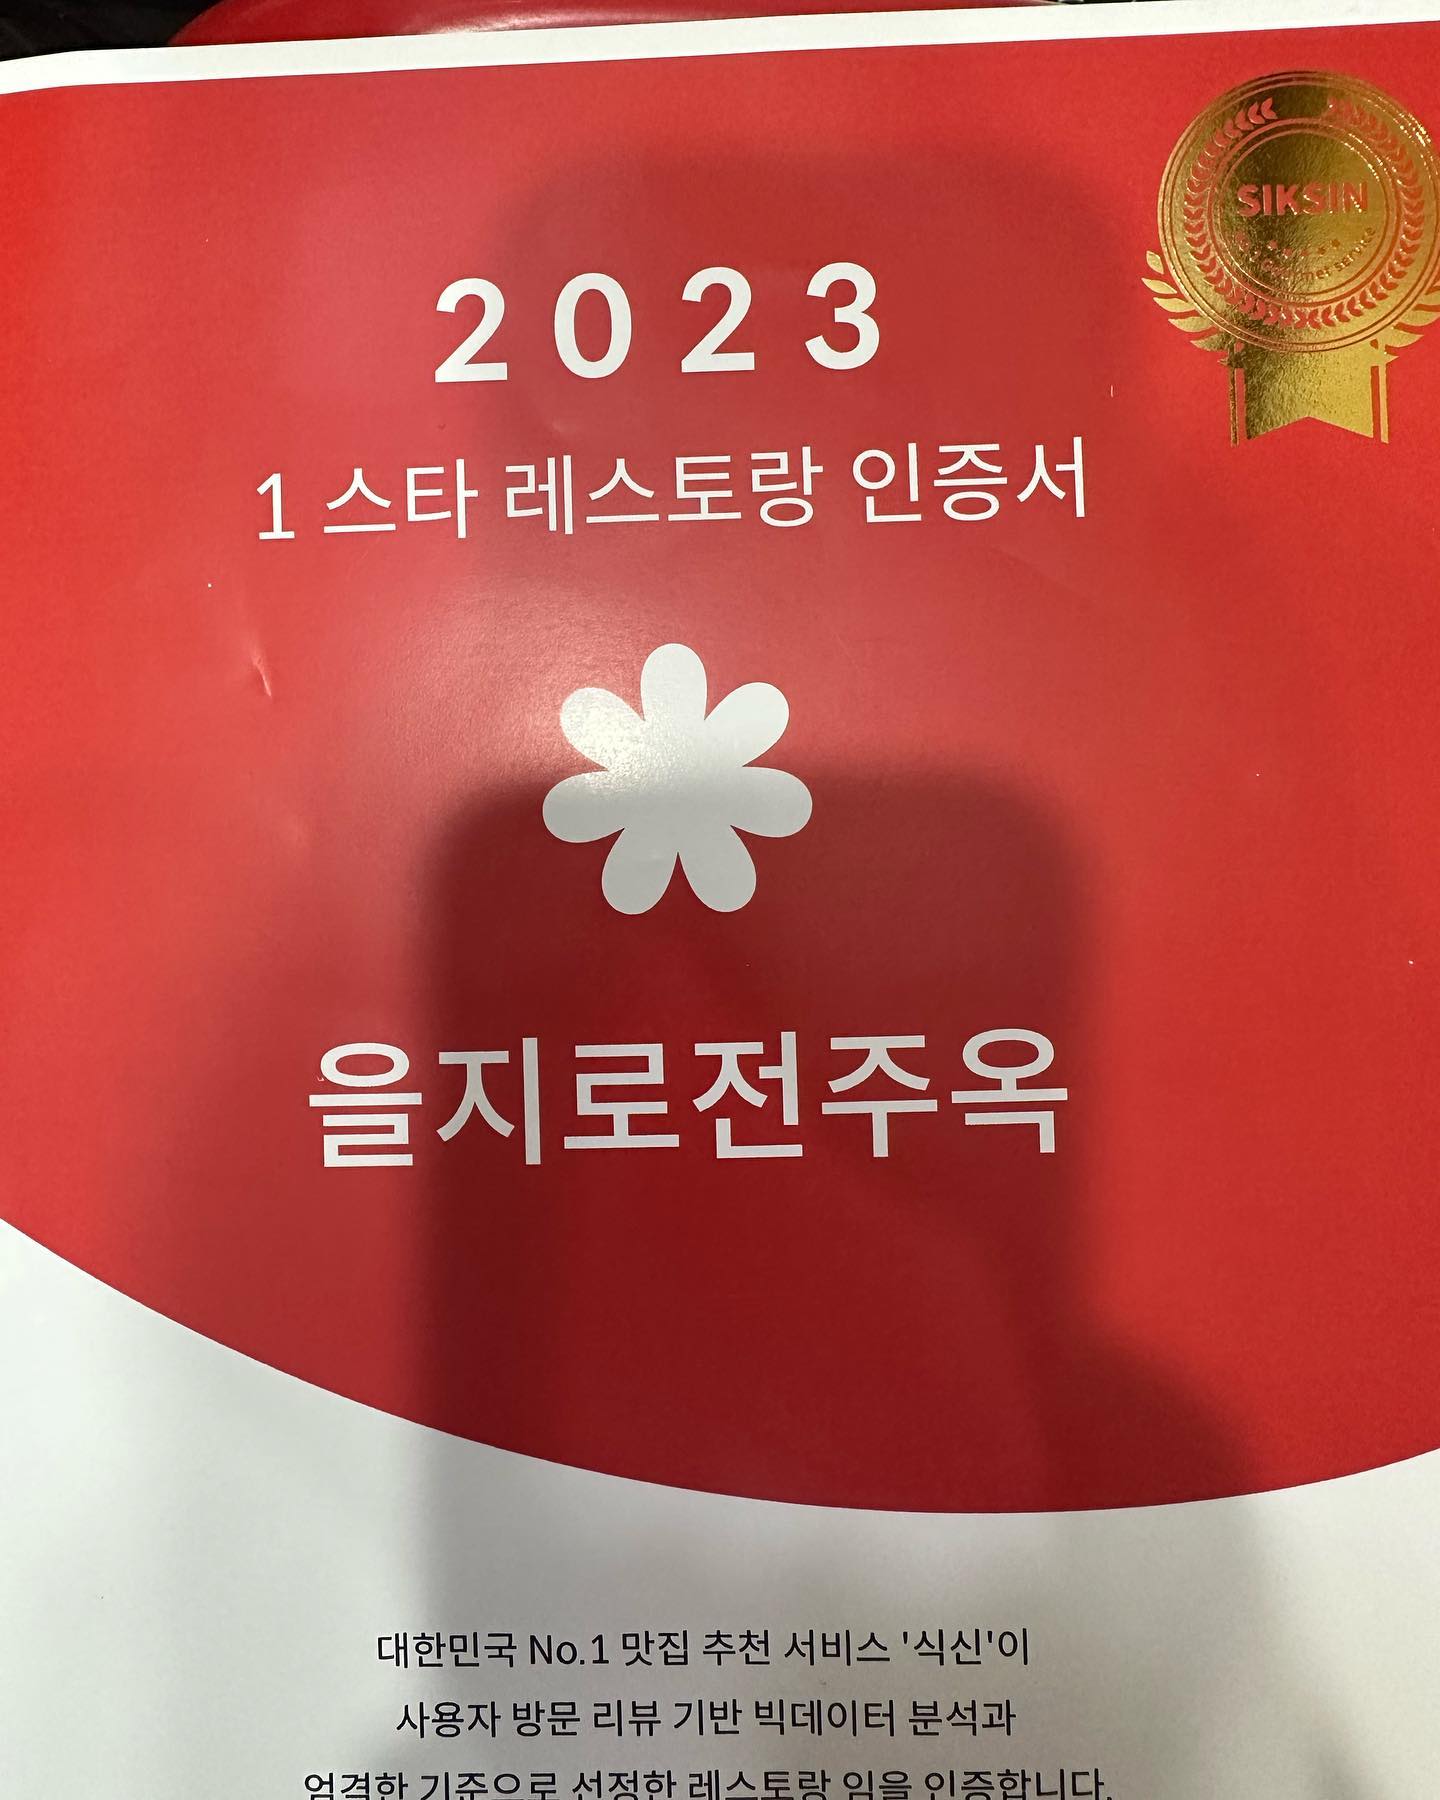 SIKSIN
2023
1 스타 레스토랑 인증서
을지로전주옥
대한민국 No.1 맛집 추천 서비스 '식신'이
사용자 방문 리뷰 기반 빅데이터 분석과
엄격한 기준으로 선정한 레스토랑 임을 인증합니다.